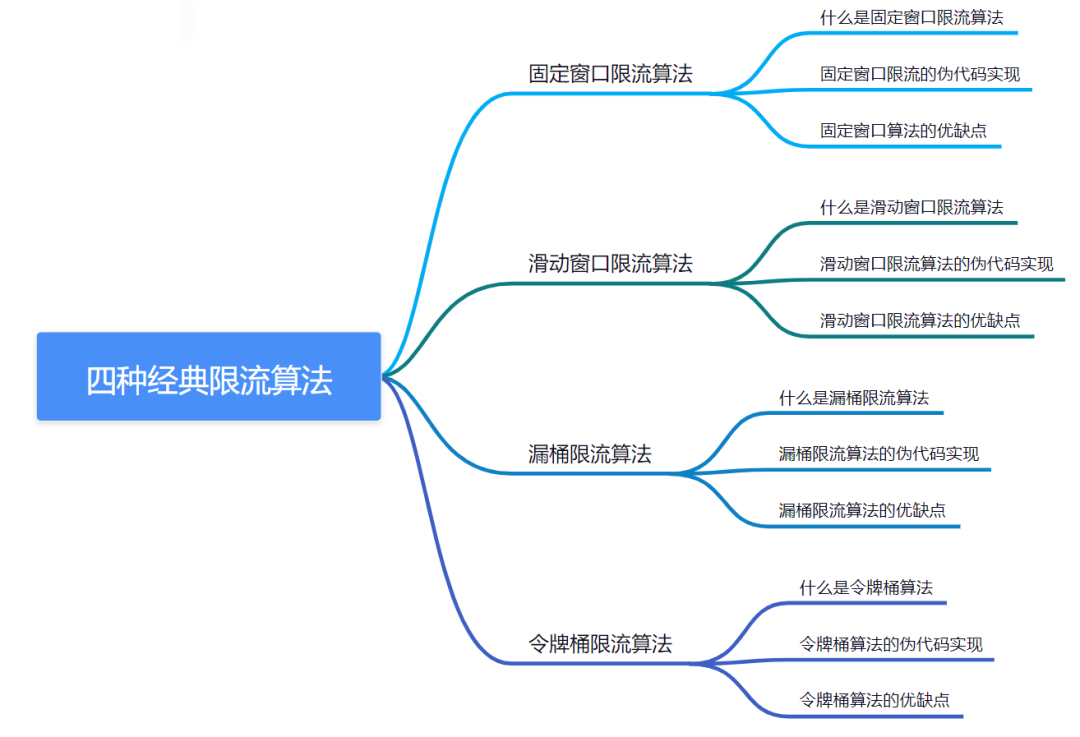 四种经典限流算法
固定窗口限流算法
什么是固定窗口限流算法
固定窗口限流的伪代码实现
固定窗口算法的优缺点
滑动窗口限流算法
什么是滑动窗口限流算法
滑动窗口限流算法的伪代码实现
滑动窗口限流算法的优缺点
漏桶限流算法
什么是漏桶限流算法
漏桶限流算法的伪代码实现
漏桶限流算法的优缺点
令牌桶限流算法
什么是令牌桶算法
令牌桶算法的伪代码实现
令牌桶算法的优缺点